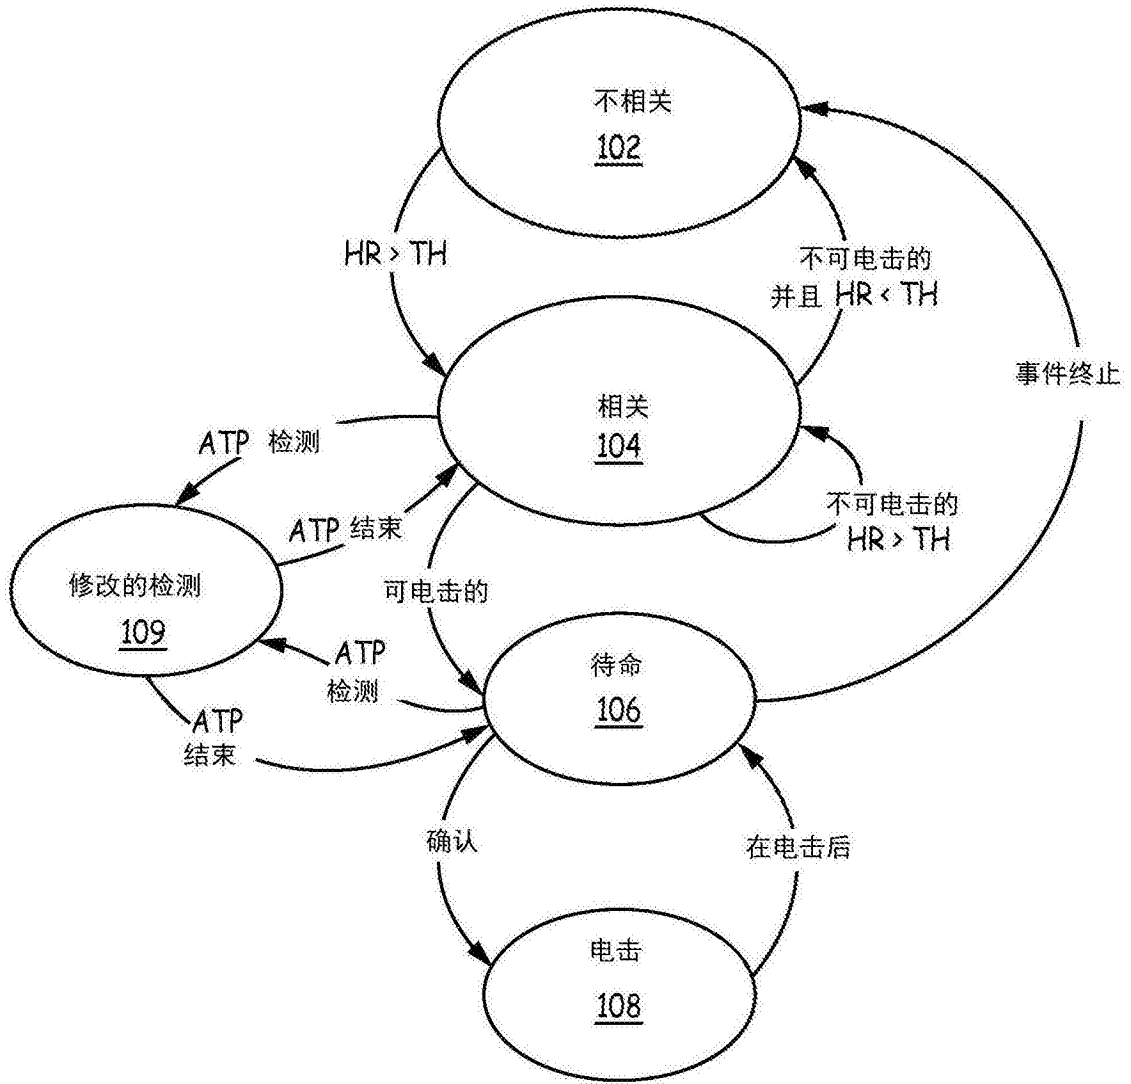 不相关
102
HR > TH
不可电击的
并且 HR < TH
事件终止
相关
104
ATP 检测
不可电击的
HR > TH
ATP 结束
修改的检测
109
可电击的
ATP
检测
待命
106
ATP
结束
确认
在电击后
电击
108